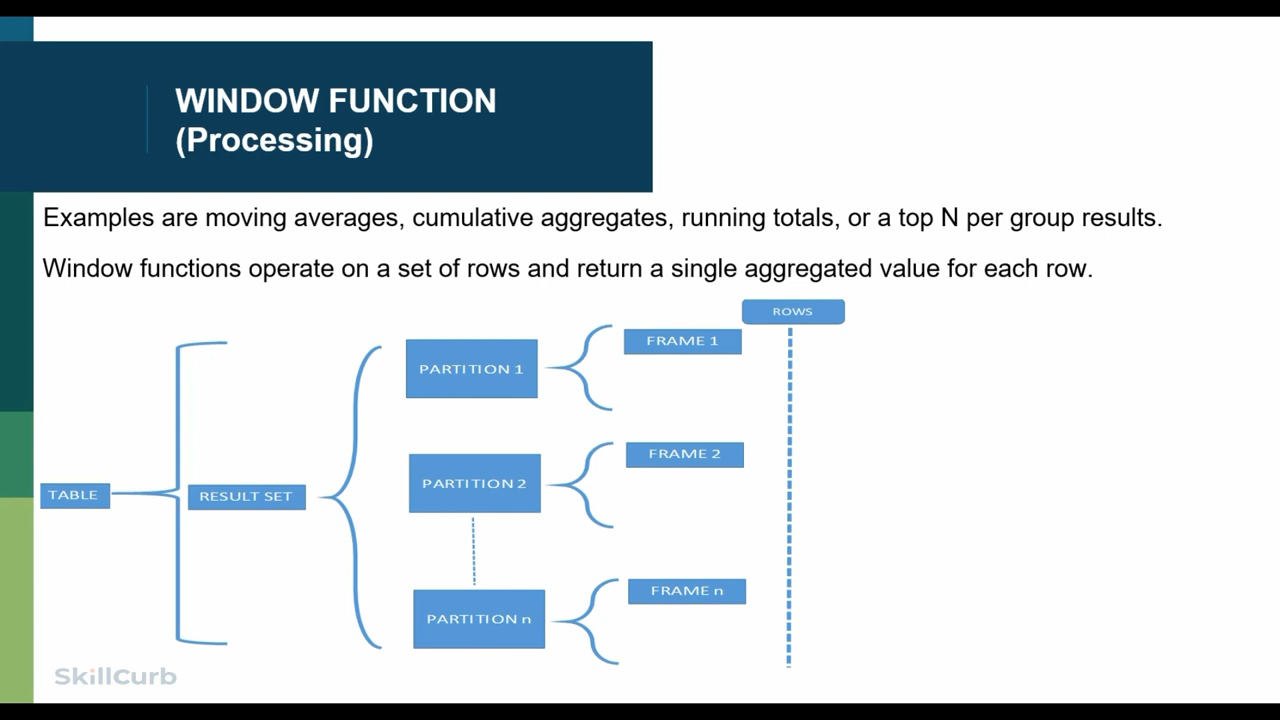 WINDOW FUNCTION
(Processing)
Examples are moving averages, cumulative aggregates, running totals, or a top N per group results.
Window functions operate on a set of rows and return a single aggregated value for each row.
ROWS
FRAME 1
PARTITION 1
FRAME 2
PARTITION 2
TABLE
RESULT SET
FRAME n
PARTITION n
SkillCurb